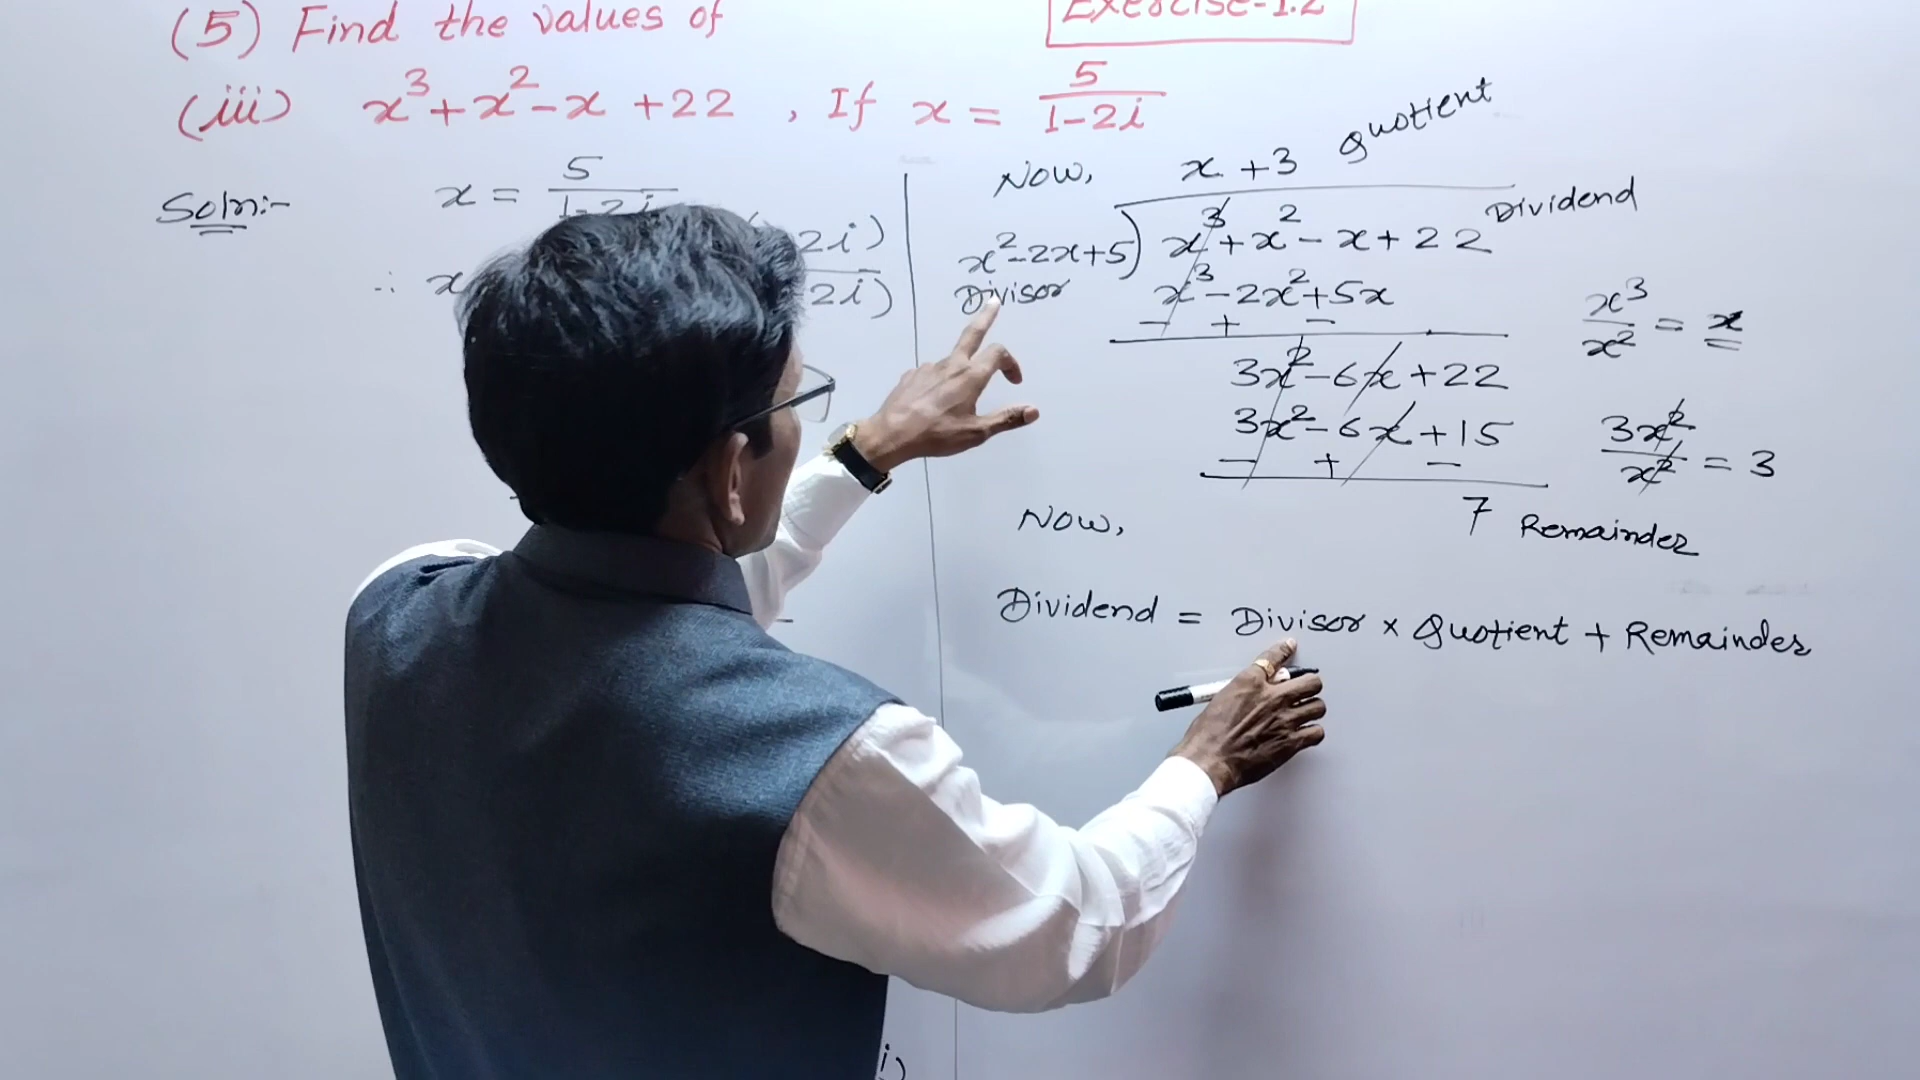 (5) Find the values of
Exercise-1.2
(iii) x³+x²-x+22 , If x = 5/(1-2i)
Soln:-
x = 5/(1-2i)
∴ x
2i)
2i)
i)
Now,
x+3 Quotient
x²-2x+5) x³+x²-x+22 Dividend
Divisor
x³-2x²+5x
- + -
3x²-6x+22
3x²-6x+15
- + -
7 Remainder
x³/x² = x
3x²/x² = 3
Now,
Dividend = Divisor × Quotient + Remainder